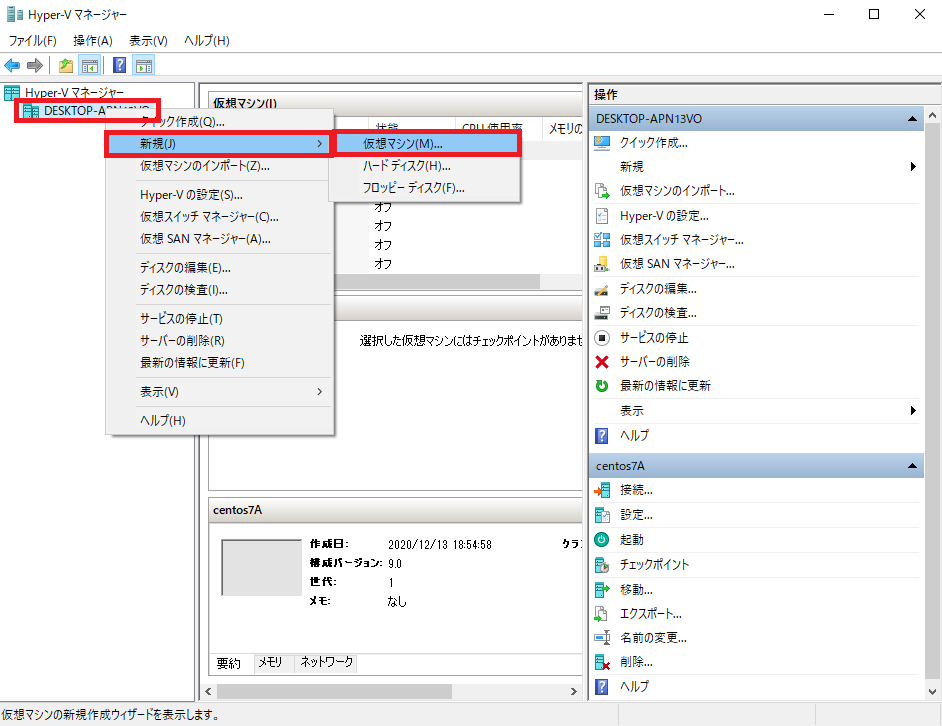 Hyper-V マネージャー
ファイル(F) 操作(A) 表示(V) ヘルプ(H)
Hyper-V マネージャー
DESKTOP-APN13VO
クイック作成(Q)...
新規(J)
仮想マシンのインポート(Z)...
Hyper-V の設定(S)...
仮想スイッチ マネージャー(C)...
仮想 SAN マネージャー(A)...
ディスクの編集(E)...
ディスクの検査(I)...
サービスの停止(T)
サーバーの削除(R)
最新の情報に更新(F)
表示(V)
ヘルプ(H)
仮想マシン(M)...
ハード ディスク(H)...
フロッピー ディスク(F)...
仮想マシン(I)
状態 CPU 使用率 メモリの
オフ
オフ
オフ
オフ
選択した仮想マシンにはチェックポイントがありませ
centos7A
作成日: 2020/12/13 18:54:58 クラ
構成バージョン: 9.0
世代: 1
メモ: なし
要約 メモリ ネットワーク
操作
DESKTOP-APN13VO
クイック作成...
新規
仮想マシンのインポート...
Hyper-V の設定...
仮想スイッチ マネージャー...
仮想 SAN マネージャー...
ディスクの編集...
ディスクの検査...
サービスの停止
サーバーの削除
最新の情報に更新
表示
ヘルプ
centos7A
接続...
設定...
起動
チェックポイント
移動...
エクスポート...
名前の変更...
削除...
ヘルプ
仮想マシンの新規作成ウィザードを表示します。